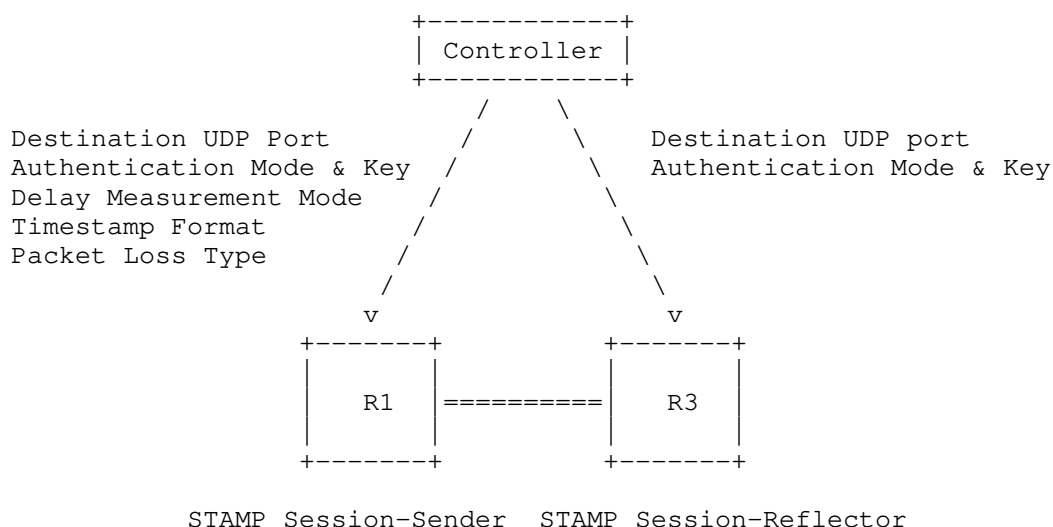 Controller
Destination UDP Port
Destination UDP port
Authentication Mode & Key
Authentication Mode & Key
Delay Measurement Mode
Timestamp Format
Packet Loss Type
v
v
R1
R3
STAMP Session-Sender
STAMP Session-Reflector